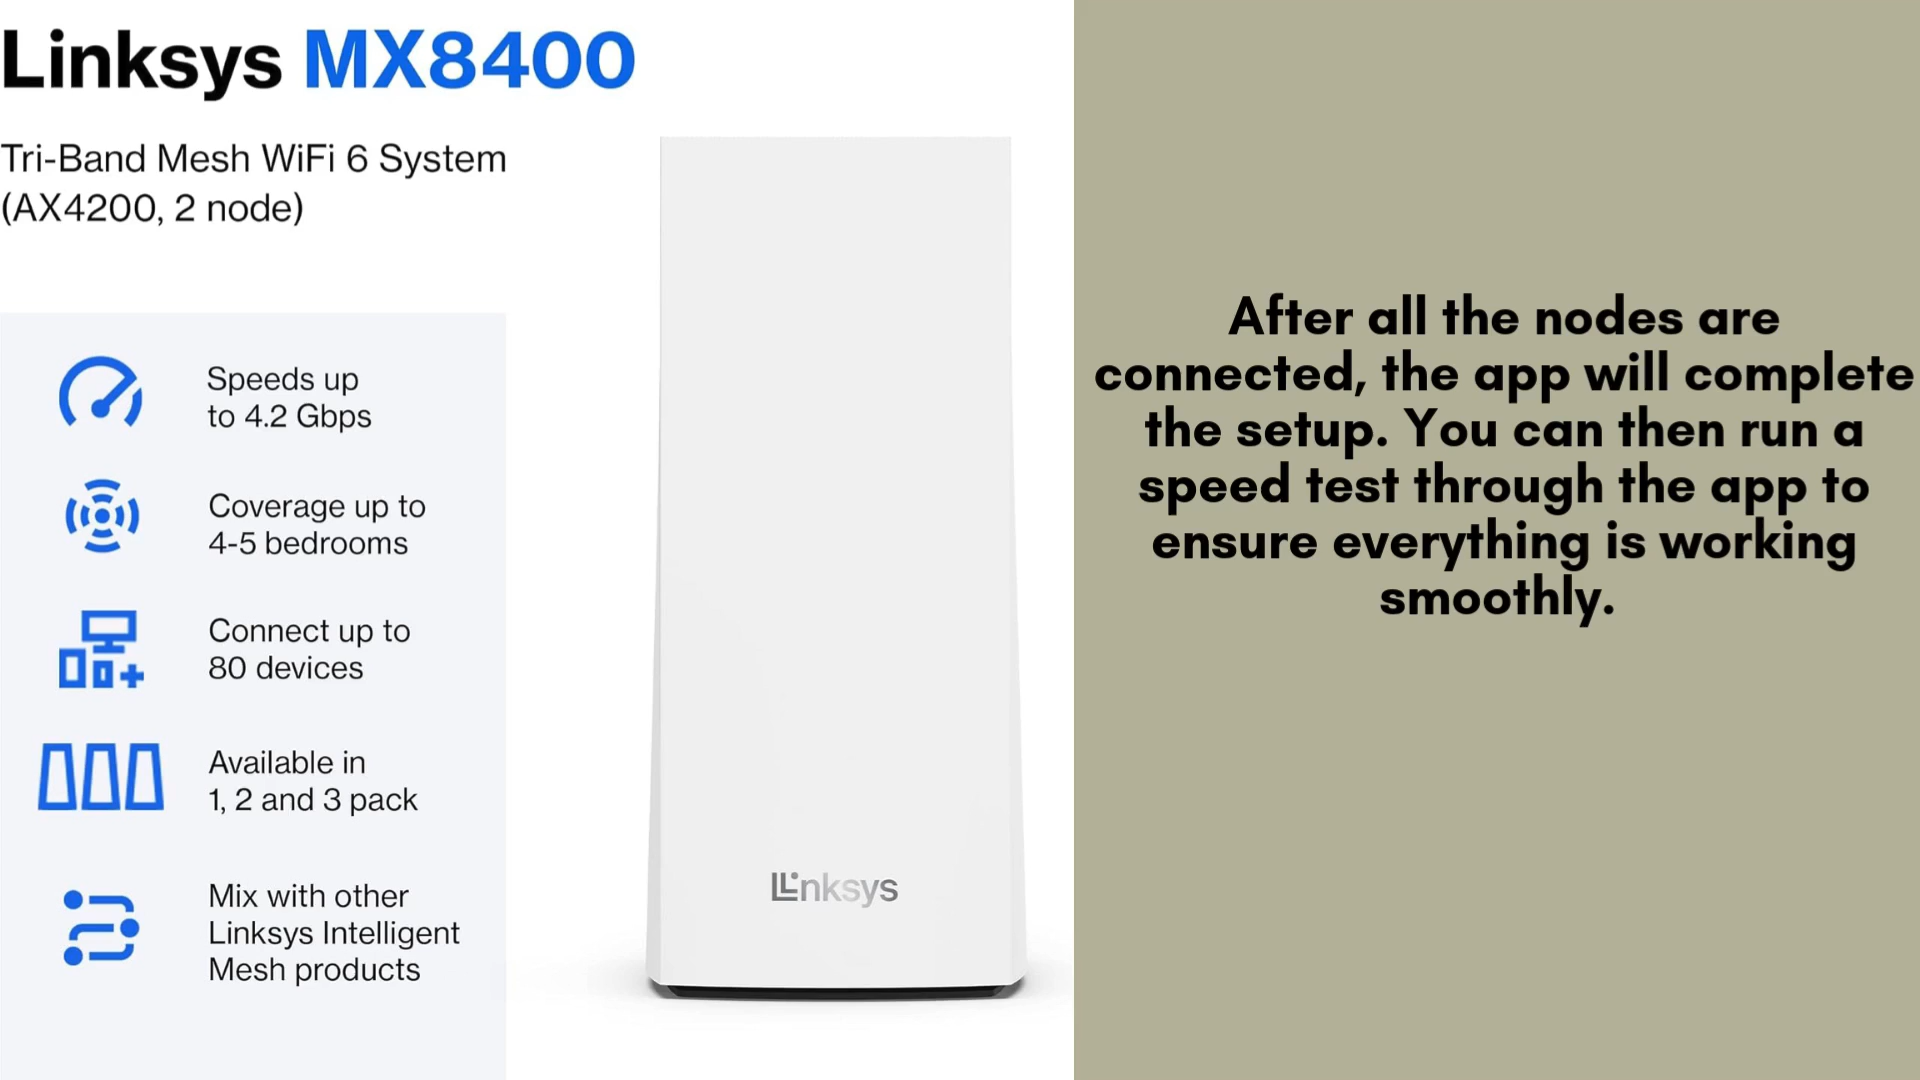 Linksys MX8400
Tri-Band Mesh WiFi 6 System
(AX4200, 2 node)
Speeds up
to 4.2 Gbps
Coverage up to
4-5 bedrooms
Connect up to
80 devices
Available in
1, 2 and 3 pack
Mix with other
Linksys Intelligent
Mesh products
Linksys
After all the nodes are
connected, the app will complete
the setup. You can then run a
speed test through the app to
ensure everything is working
smoothly.